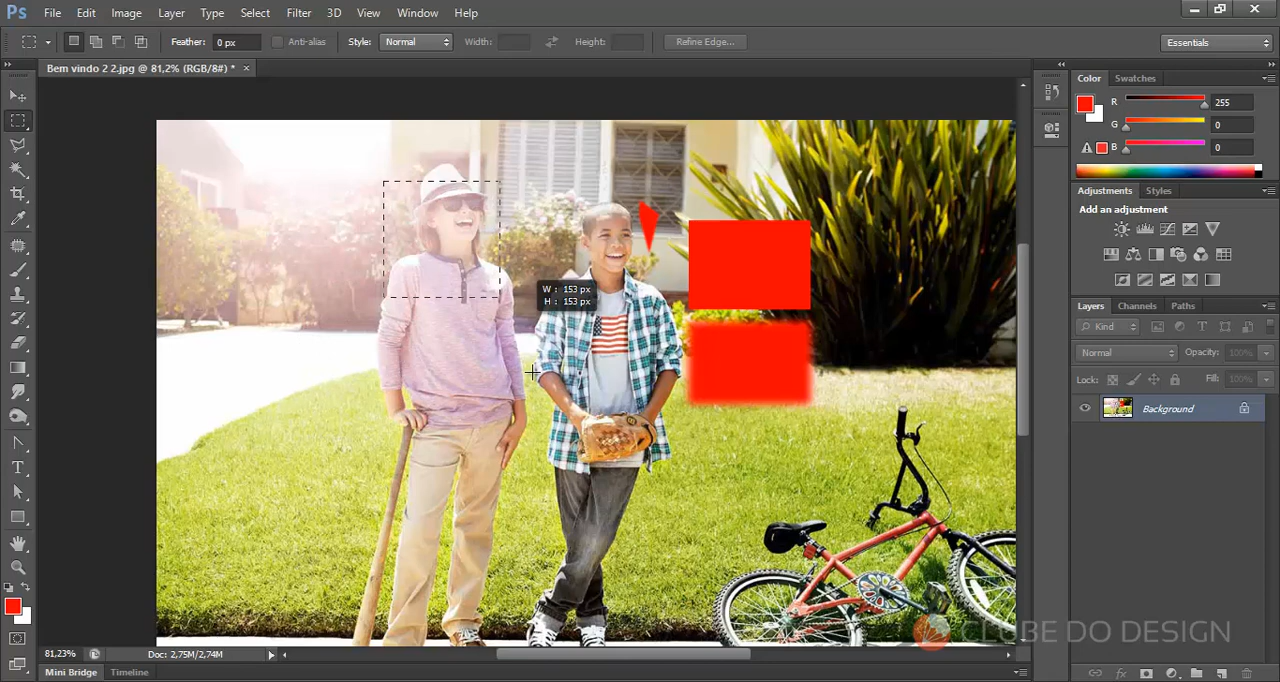 Ps File Edit Image Layer Type Select Filter 3D View Window Help
Feather: 0 px Anti-alias Style: Normal Width: Height: Refine Edge... Essentials
Bem vindo 2 2.jpg @ 81,2% (RGB/8#) * ×
Color Swatches
R 255
G 0
B 0
Adjustments Styles
Add an adjustment
W : 153 px
H : 153 px
Layers Channels Paths
Kind
Normal Opacity: 100%
Lock: Fill: 100%
Background
T
CLUBE DO DESIGN
81,23% Doc: 2,75M/2,74M
Mini Bridge Timeline